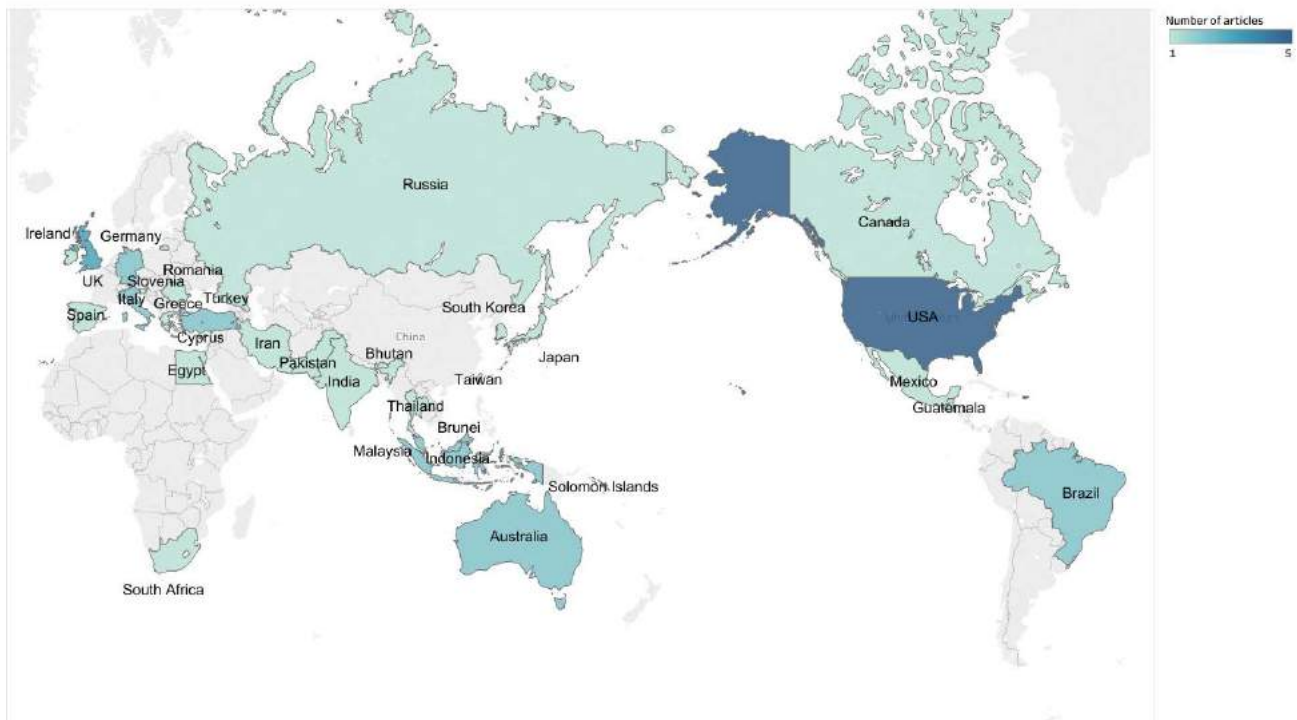 Number of articles
1 5
Russia
Canada
Ireland
Germany
Romania
UK
Slovenia
Italy
Greece
Turkey
Spain
Cyprus
USA
South Korea
China
Japan
Iran
Bhutan
Pakistan
Egypt
India
Taiwan
Mexico
Thailand
Guatemala
Brunei
Malaysia
Indonesia
Solomon Islands
Brazil
Australia
South Africa